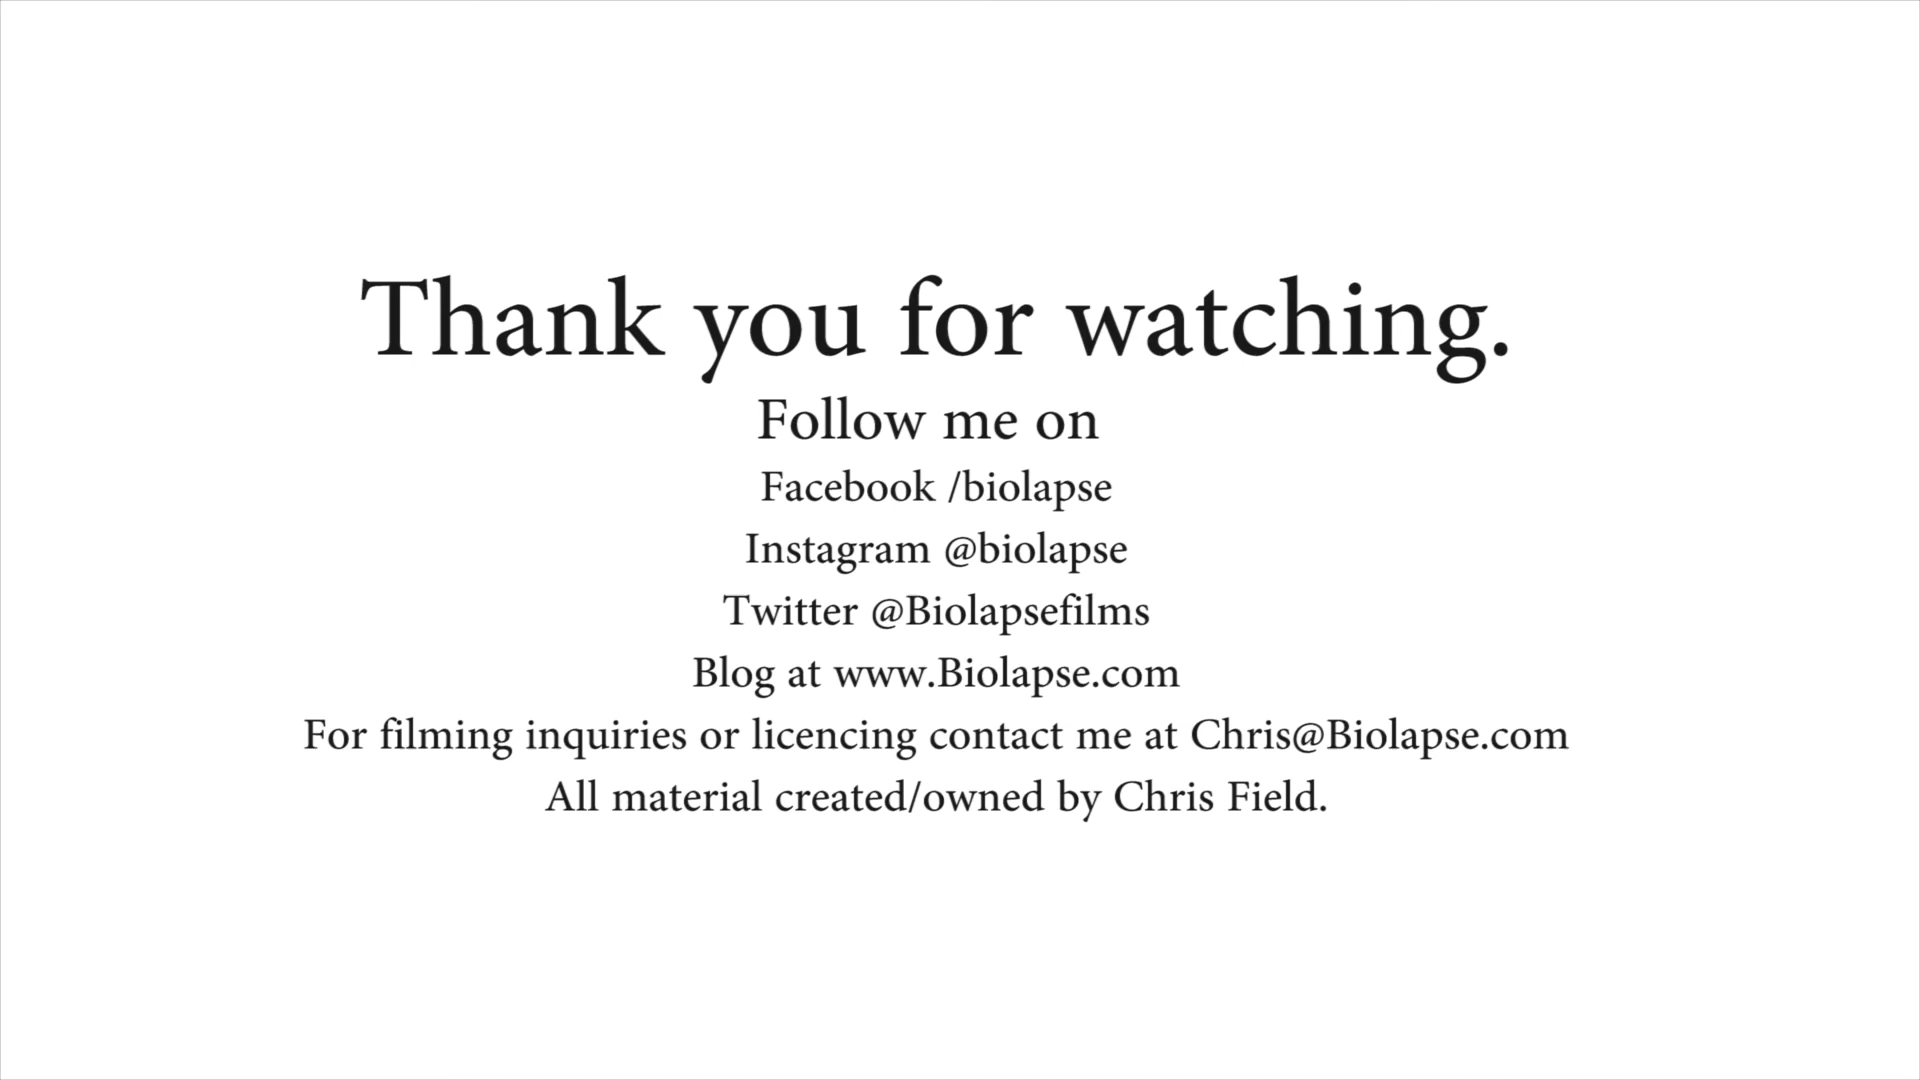 Thank you for watching.
Follow me on
Facebook /biolapse
Instagram @biolapse
Twitter @Biolapsefilms
Blog at www.Biolapse.com
For filming inquiries or licencing contact me at Chris@Biolapse.com
All material created/owned by Chris Field.